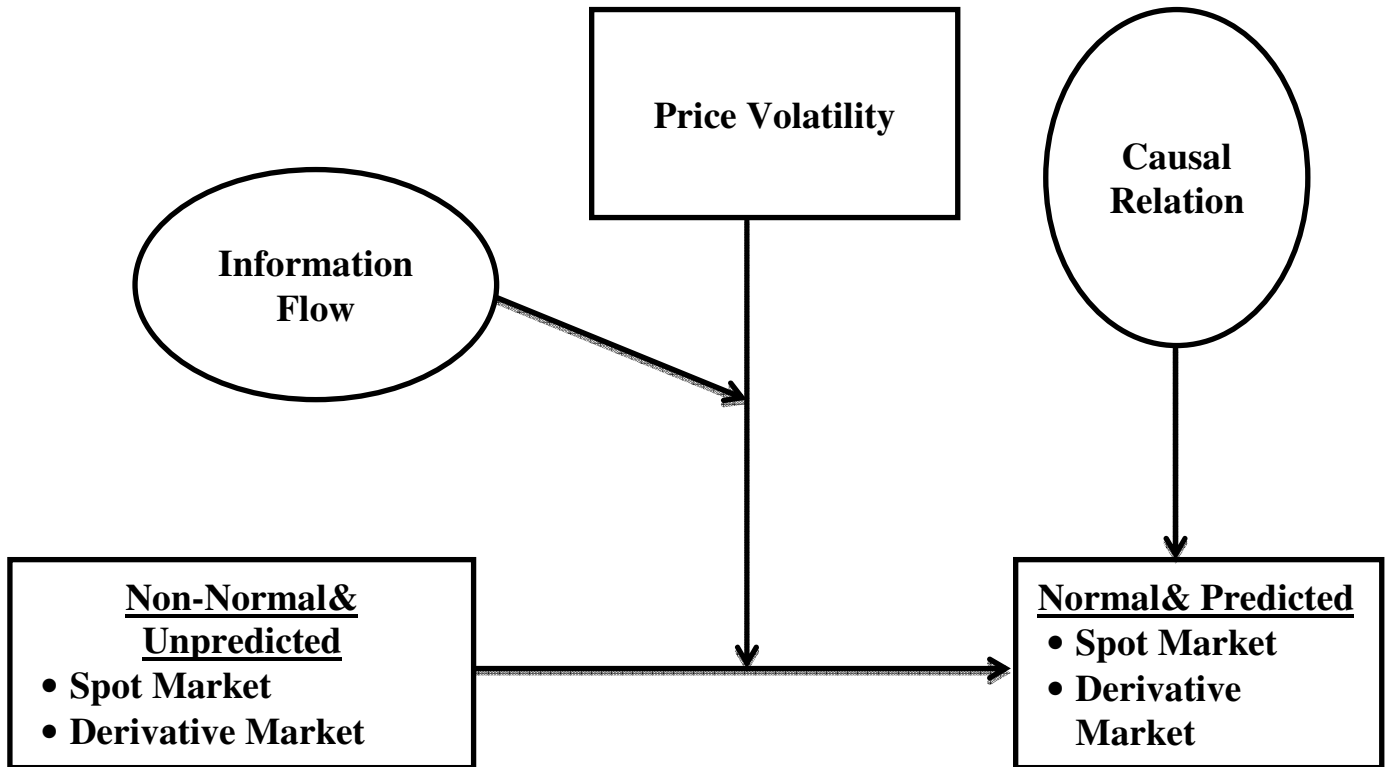 Price Volatility
Causal
Relation
Information
Flow
Non-Normal&
Unpredicted
• Spot Market
• Derivative Market
Normal& Predicted
• Spot Market
• Derivative
Market